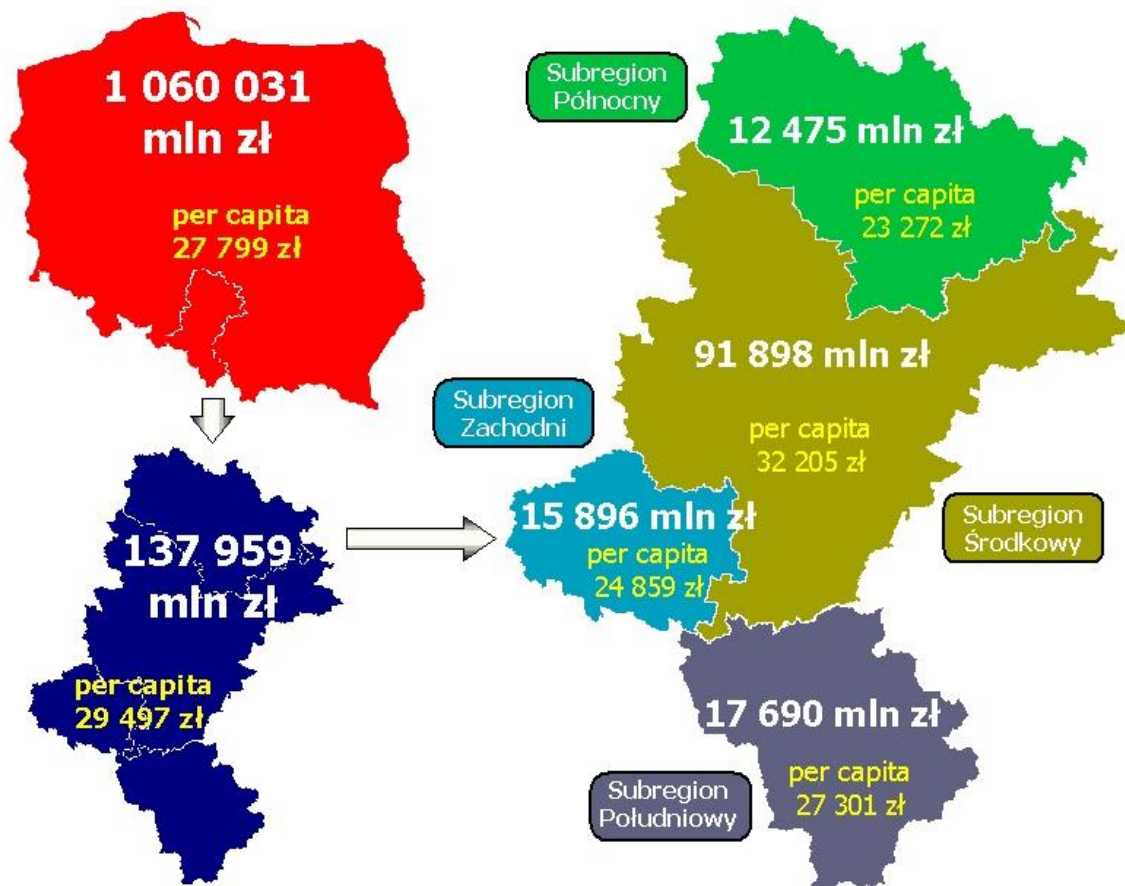 1 060 031
mln zł
per capita
27 799 zł
137 959
mln zł
per capita
29 497 zł
Subregion
Północny
12 475 mln zł
per capita
23 272 zł
91 898 mln zł
per capita
32 205 zł
Subregion
Zachodni
15 896 mln zł
per capita
24 859 zł
Subregion
Środkowy
17 690 mln zł
per capita
27 301 zł
Subregion
Południowy